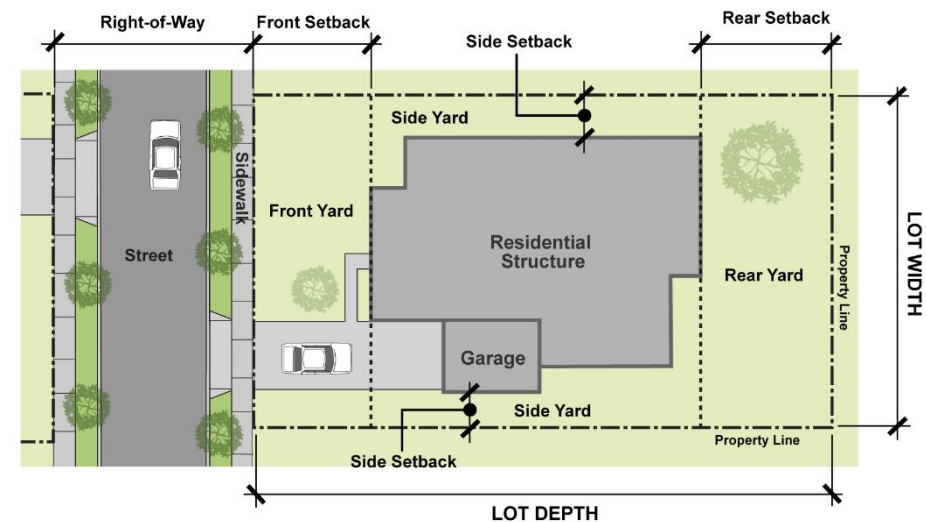 Right-of-Way
Front Setback
Rear Setback
Side Setback
Side Yard
Sidewalk
Front Yard
Street
Residential
Structure
Rear Yard
Property Line
LOT WIDTH
Garage
Side Yard
Property Line
Side Setback
LOT DEPTH